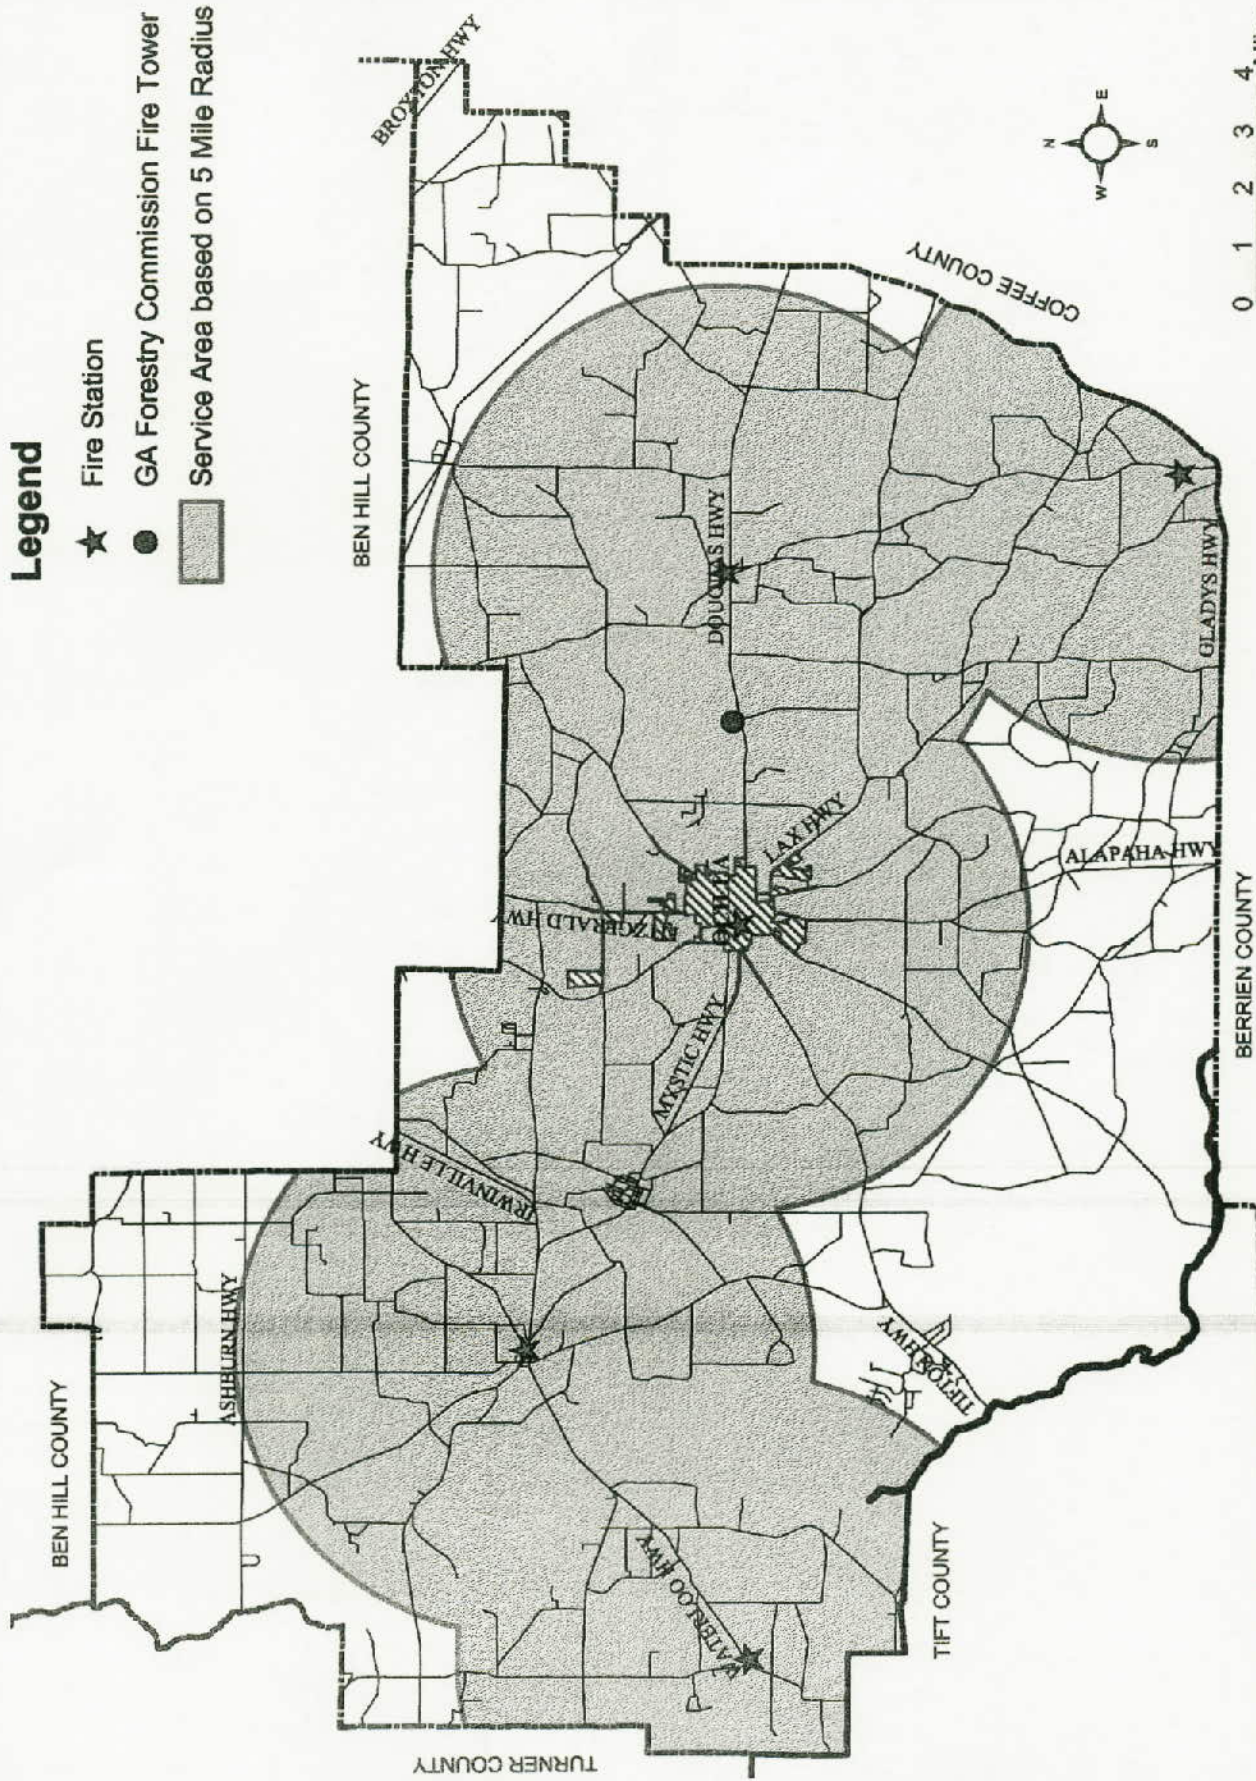 Legend
Fire Station
GA Forestry Commission Fire Tower
Service Area based on 5 Mile Radius
BEN HILL COUNTY
BEN HILL COUNTY
BROXTON HWY
ASHBURN HWY
IRWINVILLE HWY
FITZGERALD HWY
DOUGLAS HWY
MYSTIC HWY
OCILLA
LAX HWY
WATERLOO HWY
TIFTON HWY
ALAPAHA HWY
GLADYS HWY
TURNER COUNTY
TIFT COUNTY
BERRIEN COUNTY
COFFEE COUNTY
N
W E
S
0 1 2 3 4